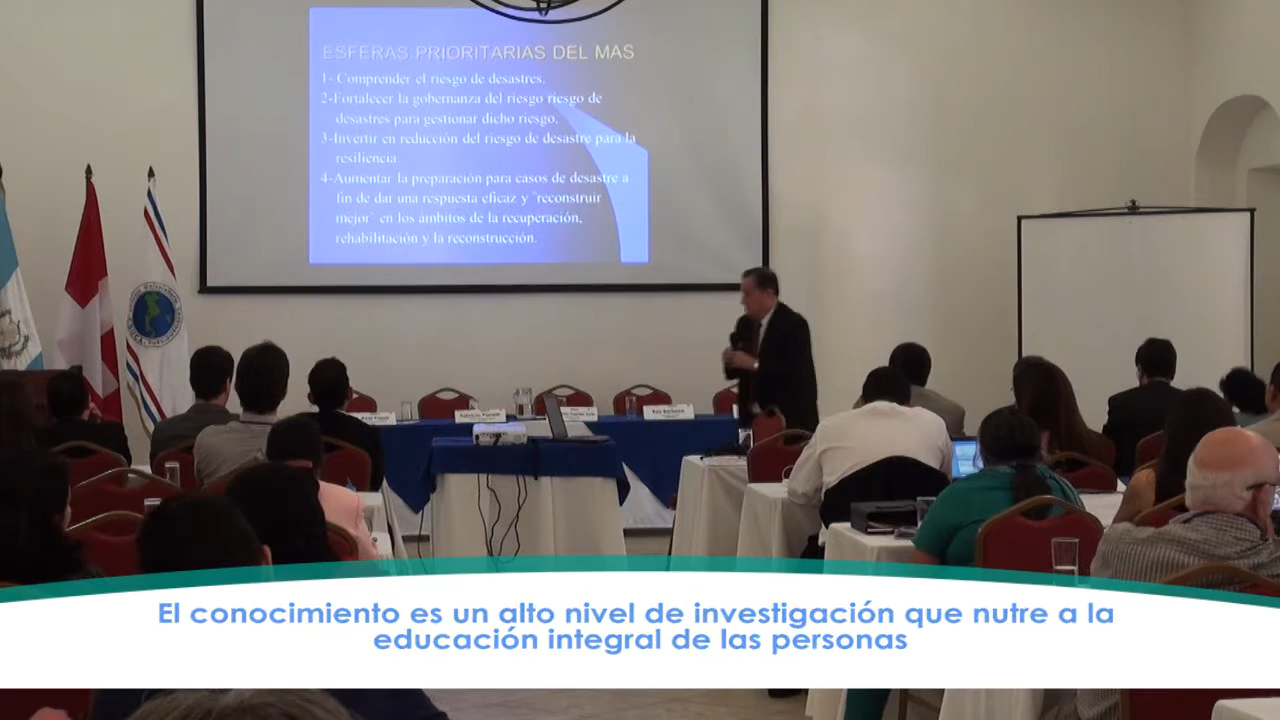 ESFERAS PRIORITARIAS DEL MAS
1- Comprender el riesgo de desastres.
2-Fortalecer la gobernanza del riesgo riesgo de
desastres para gestionar dicho riesgo.
3-Invertir en reducción del riesgo de desastre para la
resiliencia
4-Aumentar la preparación para casos de desastre a
fin de dar una respuesta eficaz y ¨reconstruir
mejor¨ en los ámbitos de la recuperación,
rehabilitación y la reconstrucción.
El conocimiento es un alto nivel de investigación que nutre a la
educación integral de las personas